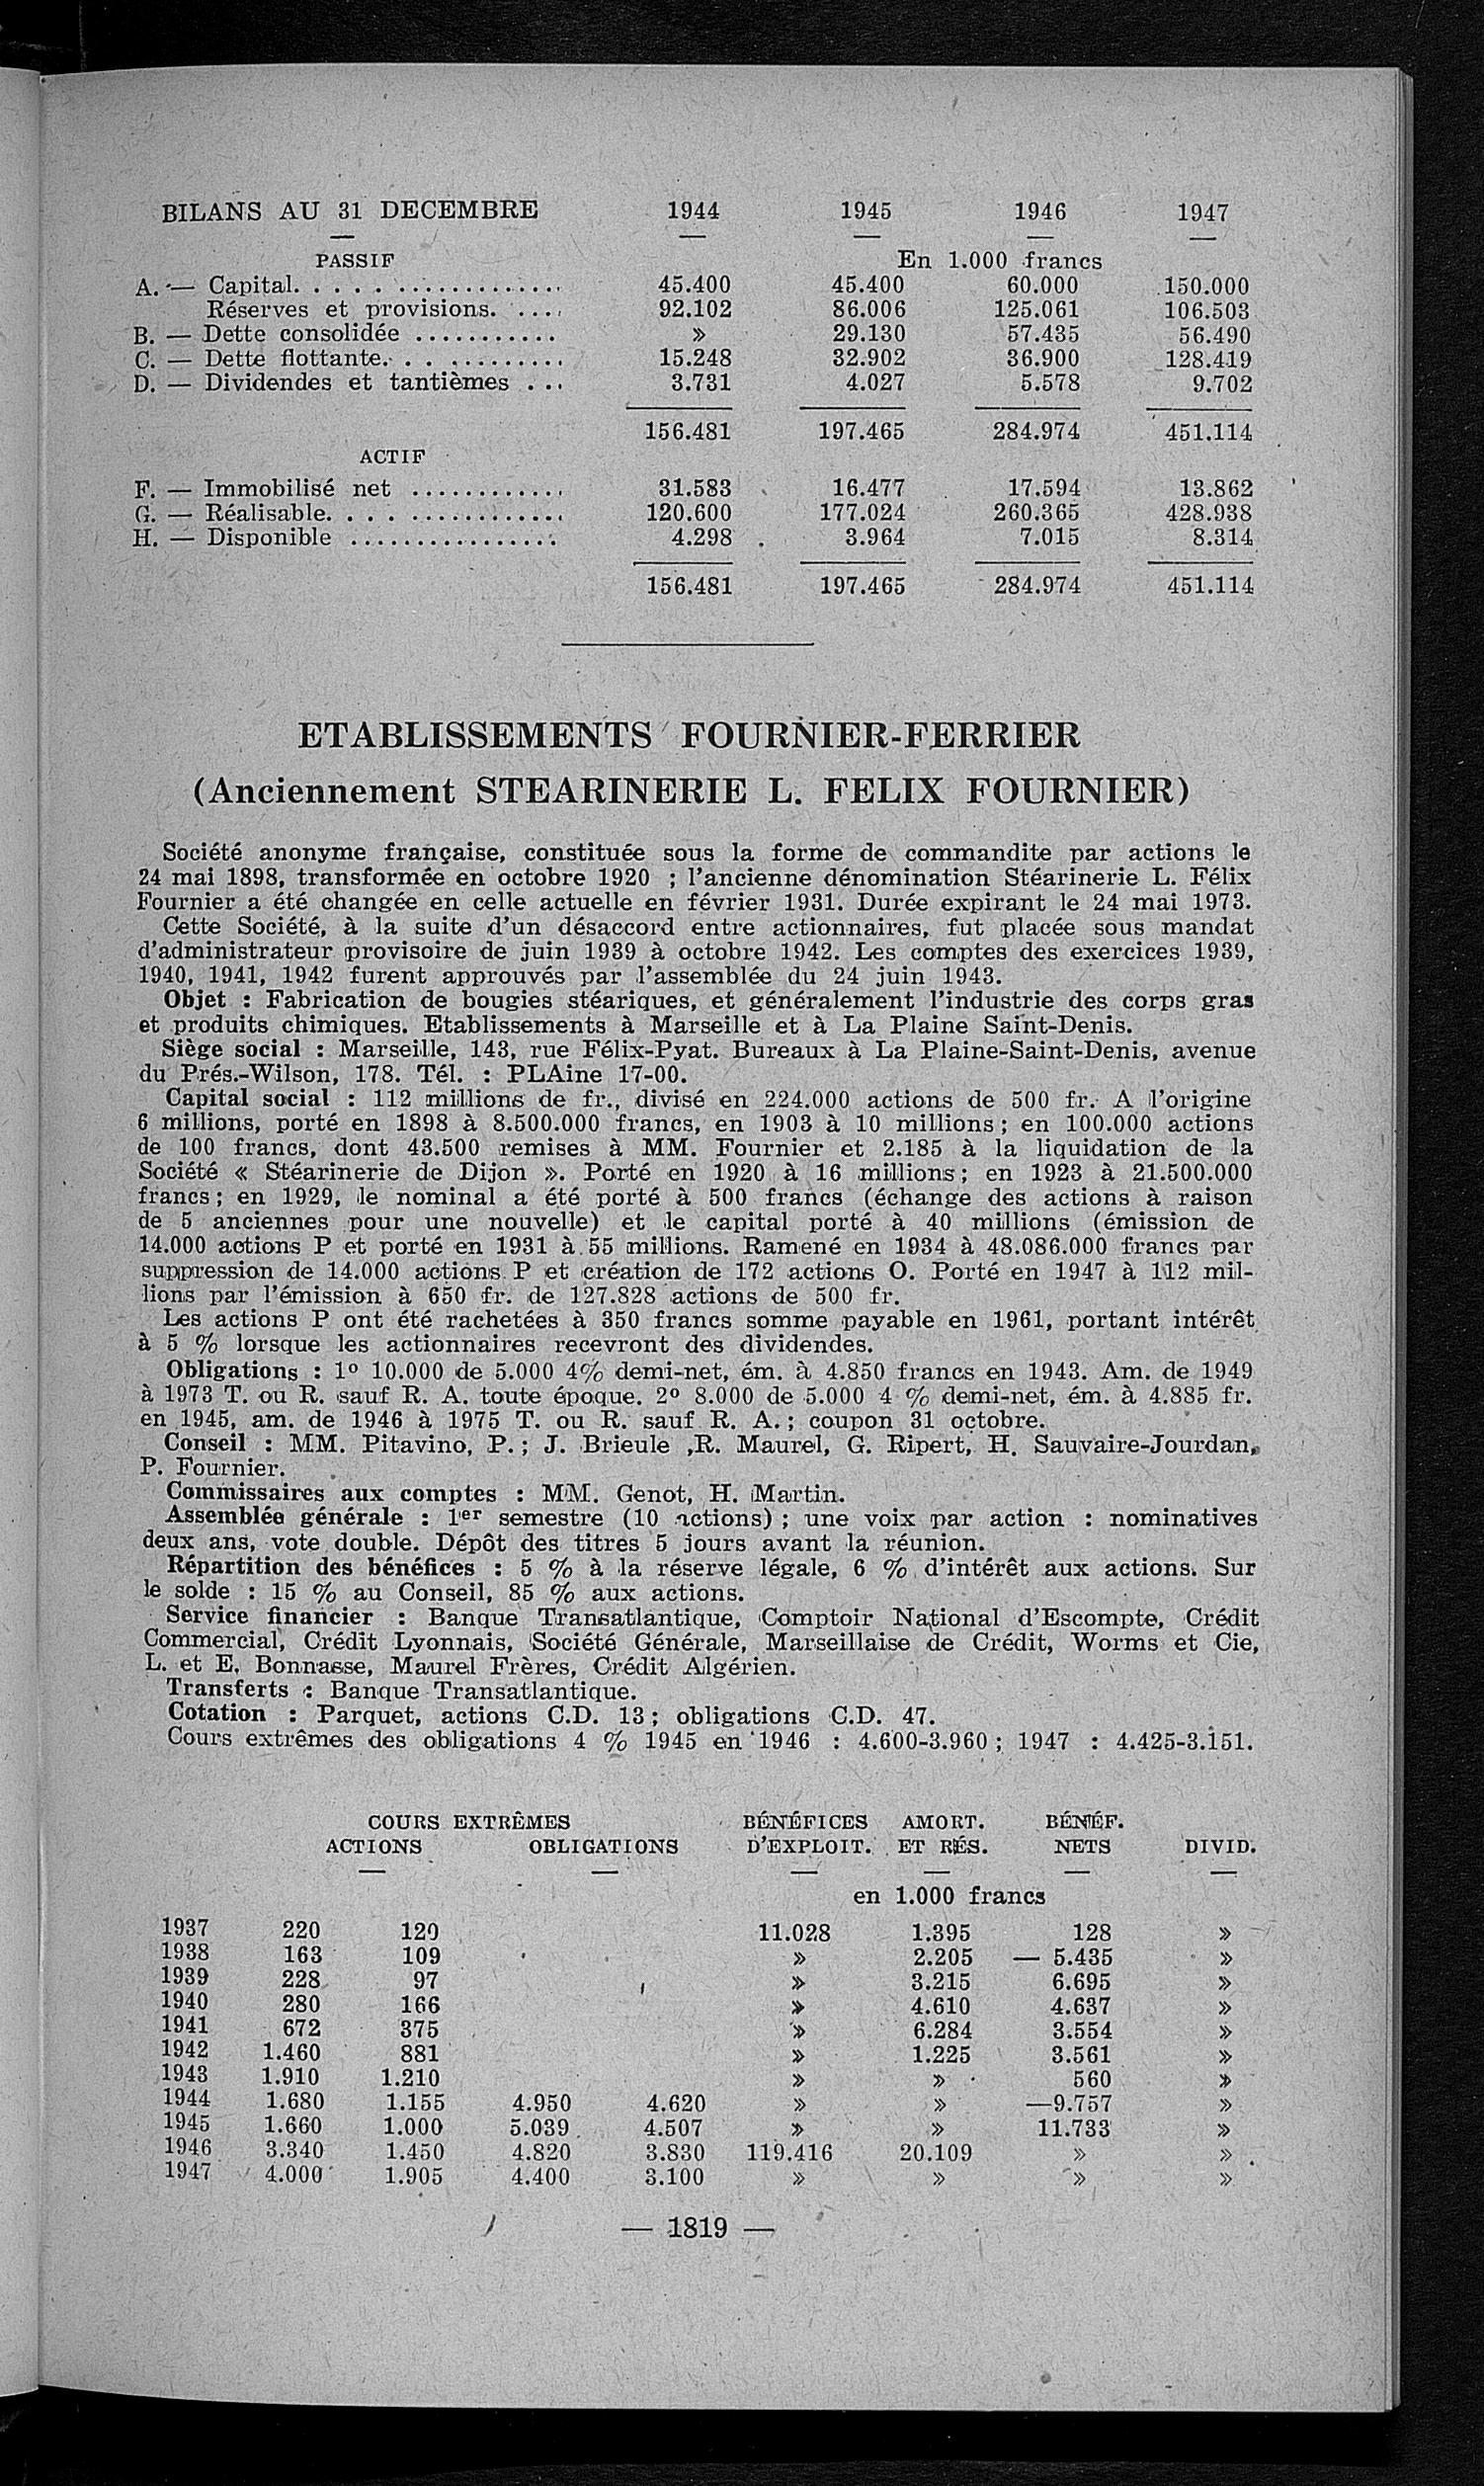 BILANS AU 31 DECEMBRE 1944 1945 1946 1947
PASSIF En 1.000 francs
A. — Capital. . . . . . . . . . . . . . . . . . . 45.400 45.400 60.000 150.000
Réserves et provisions. . . . . 92.102 86.006 125.061 106.503
B. — Dette consolidée . . . . . . . . . . . » 29.130 57.435 56.490
C. — Dette flottante. . . . . . . . . . . . . 15.248 32.902 36.900 128.419
D. — Dividendes et tantièmes . . . 3.731 4.027 5.578 9.702
156.481 197.465 284.974 451.114
ACTIF
F. — Immobilisé net . . . . . . . . . . . . 31.583 16.477 17.594 13.862
G. — Réalisable. . . . . . . . . . . . . . . . 120.600 177.024 260.365 428.938
H. — Disponible . . . . . . . . . . . . . . . . 4.298 3.964 7.015 8.314
156.481 197.465 284.974 451.114
ETABLISSEMENTS FOURNIER-FERRIER
(Anciennement STEARINERIE L. FELIX FOURNIER)
Société anonyme française, constituée sous la forme de commandite par actions le
24 mai 1898, transformée en octobre 1920 ; l'ancienne dénomination Stéarinerie L. Félix
Fournier a été changée en celle actuelle en février 1931. Durée expirant le 24 mai 1973.
Cette Société, à la suite d'un désaccord entre actionnaires, fut placée sous mandat
d'administrateur provisoire de juin 1939 à octobre 1942. Les comptes des exercices 1939,
1940, 1941, 1942 furent approuvés par l'assemblée du 24 juin 1943.
Objet : Fabrication de bougies stéariques, et généralement l'industrie des corps gras
et produits chimiques. Etablissements à Marseille et à La Plaine Saint-Denis.
Siège social : Marseille, 143, rue Félix-Pyat. Bureaux à La Plaine-Saint-Denis, avenue
du Prés.-Wilson, 178. Tél. : PLAine 17-00.
Capital social : 112 millions de fr., divisé en 224.000 actions de 500 fr. A l'origine
6 millions, porté en 1898 à 8.500.000 francs, en 1903 à 10 millions; en 100.000 actions
de 100 francs, dont 43.500 remises à MM. Fournier et 2.185 à la liquidation de la
Société « Stéarinerie de Dijon ». Porté en 1920 à 16 millions; en 1923 à 21.500.000
francs; en 1929, le nominal a été porté à 500 francs (échange des actions à raison
de 5 anciennes pour une nouvelle) et le capital porté à 40 millions (émission de
14.000 actions P et porté en 1931 à 55 millions. Ramené en 1934 à 48.086.000 francs par
suppression de 14.000 actions P et création de 172 actions O. Porté en 1947 à 112 mil-
lions par l'émission à 650 fr. de 127.828 actions de 500 fr.
Les actions P ont été rachetées à 350 francs somme payable en 1961, portant intérêt
à 5 % lorsque les actionnaires recevront des dividendes.
Obligations : 1º 10.000 de 5.000 4% demi-net, ém. à 4.850 francs en 1943. Am. de 1949
à 1973 T. ou R. sauf R. A. toute époque. 2º 8.000 de 5.000 4 % demi-net, ém. à 4.885 fr.
en 1945, am. de 1946 à 1975 T. ou R. sauf R. A.; coupon 31 octobre.
Conseil : MM. Pitavino, P.; J. Brieule ,R. Maurel, G. Ripert, H. Sauvaire-Jourdan,
P. Fournier.
Commissaires aux comptes : MM. Genot, H. Martin.
Assemblée générale : 1er semestre (10 actions) ; une voix par action : nominatives
deux ans, vote double. Dépôt des titres 5 jours avant la réunion.
Répartition des bénéfices : 5 % à la réserve légale, 6 % d'intérêt aux actions. Sur
le solde : 15 % au Conseil, 85 % aux actions.
Service financier : Banque Transatlantique, Comptoir National d'Escompte, Crédit
Commercial, Crédit Lyonnais, Société Générale, Marseillaise de Crédit, Worms et Cie,
L. et E. Bonnasse, Maurel Frères, Crédit Algérien.
Transferts : Banque Transatlantique.
Cotation : Parquet, actions C.D. 13; obligations C.D. 47.
Cours extrêmes des obligations 4 % 1945 en 1946 : 4.600-3.960 ; 1947 : 4.425-3.151.
COURS EXTRÊMES BÉNÉFICES AMORT. BÉNÉF.
ACTIONS OBLIGATIONS D'EXPLOIT. ET RÉS. NETS DIVID.
en 1.000 francs
1937 220 120 11.028 1.395 128 »
1938 163 109 » 2.205 — 5.435 »
1939 228 97 » 3.215 6.695 »
1940 280 166 » 4.610 4.637 »
1941 672 375 » 6.284 3.554 »
1942 1.460 881 » 1.225 3.561 »
1943 1.910 1.210 » » 560 »
1944 1.680 1.155 4.950 4.620 » » —9.757 »
1945 1.660 1.000 5.039 4.507 » » 11.733 »
1946 3.340 1.450 4.820 3.830 119.416 20.109 » »
1947 4.000 1.905 4.400 3.100 » » » »
— 1819 —